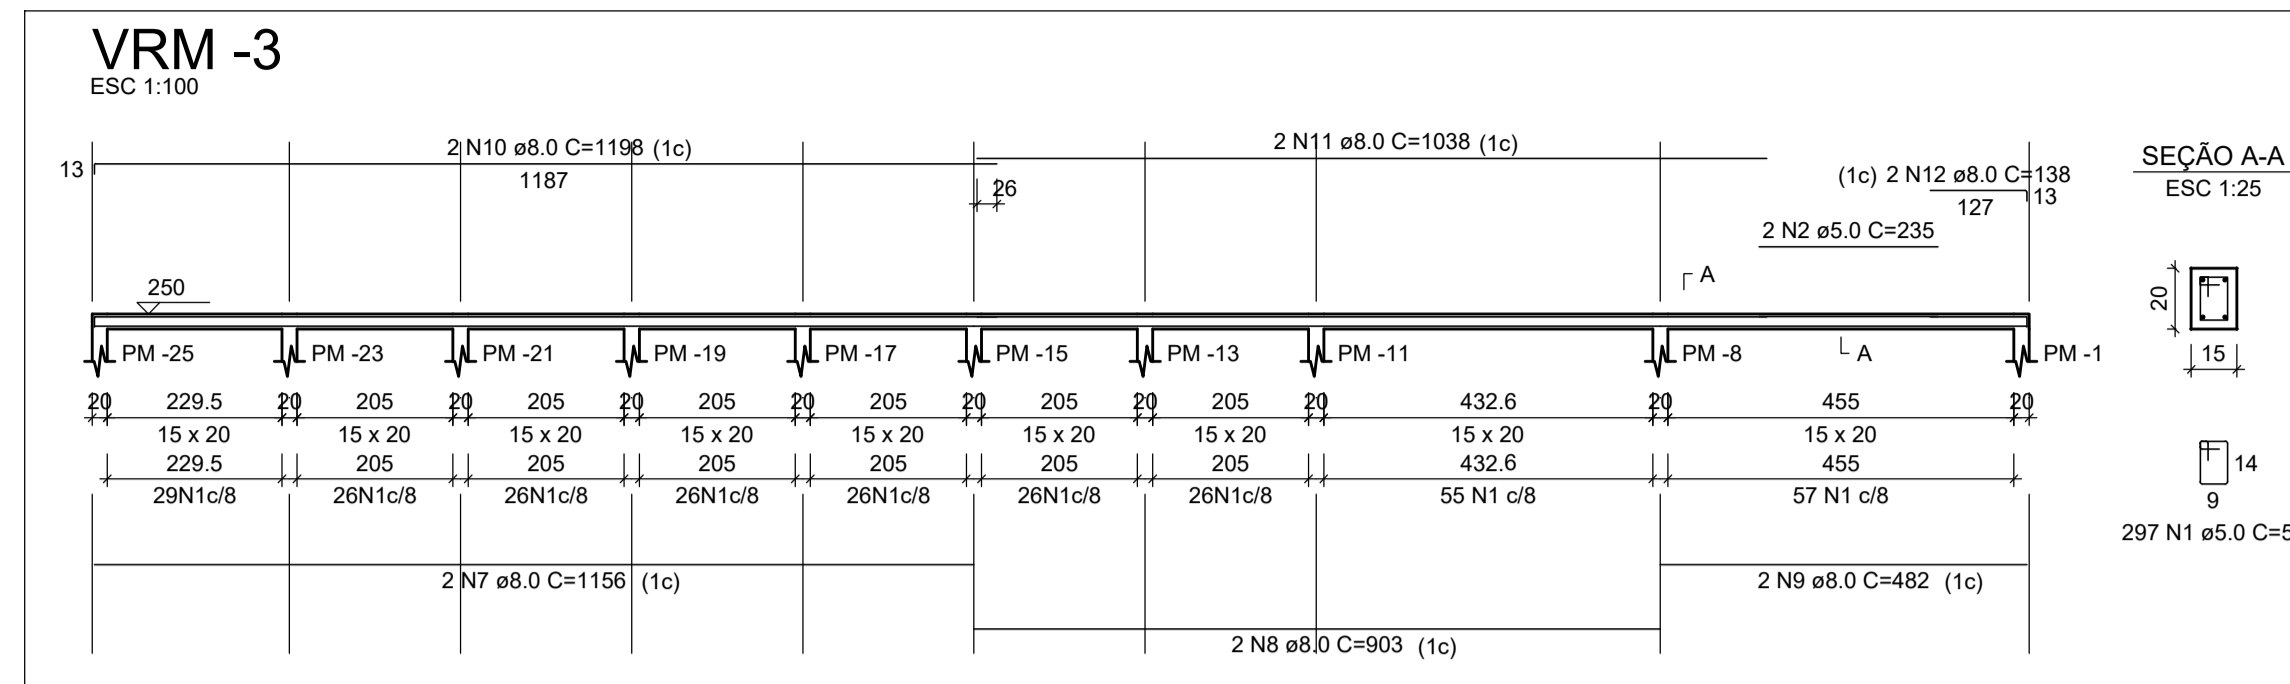 VRM -3
ESC 1:100
2 N10 ø8.0 C=1198 (1c)
13
1187
26
2 N11 ø8.0 C=1038 (1c)
(1c) 2 N12 ø8.0 C=138
127
13
2 N2 ø5.0 C=235
SEÇÃO A-A
ESC 1:25
A
250
PM -25 PM -23 PM -21 PM -19 PM -17 PM -15 PM -13 PM -11 PM -8 A PM -1
20
15
20 229.5 20 205 20 205 20 205 20 205 20 205 20 205 20 432.6 20 455 20
15 x 20 15 x 20 15 x 20 15 x 20 15 x 20 15 x 20 15 x 20 15 x 20 15 x 20
229.5 205 205 205 205 205 205 432.6 455
29N1c/8 26N1c/8 26N1c/8 26N1c/8 26N1c/8 26N1c/8 26N1c/8 55 N1 c/8 57 N1 c/8
14
9
297 N1 ø5.0 C=5
2 N7 ø8.0 C=1156 (1c)
2 N9 ø8.0 C=482 (1c)
2 N8 ø8.0 C=903 (1c)